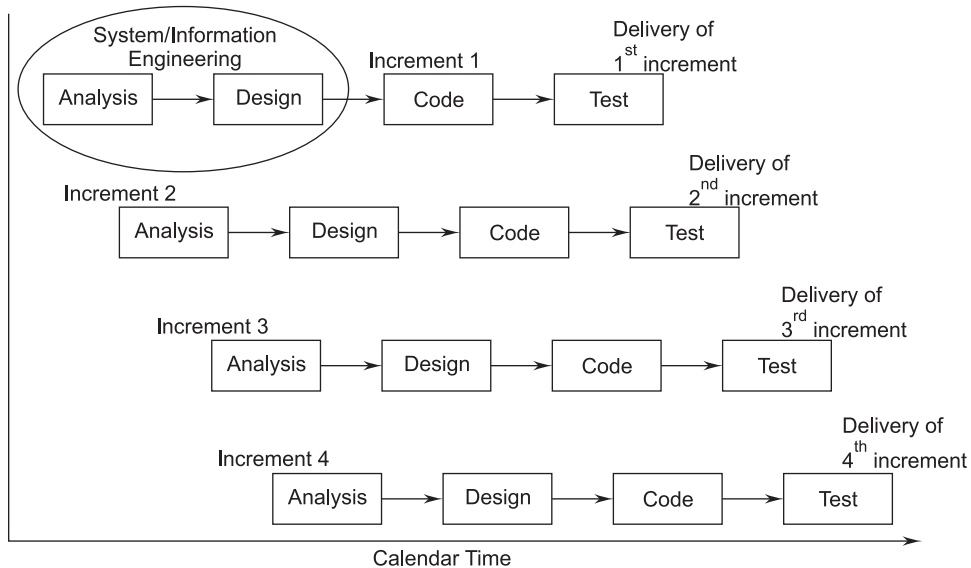 System/Information
Engineering
Analysis
Design
Increment 1
Code
Delivery of
1st increment
Test
Increment 2
Analysis
Design
Code
Delivery of
2nd increment
Test
Increment 3
Analysis
Design
Code
Delivery of
3rd increment
Test
Increment 4
Analysis
Design
Code
Delivery of
4th increment
Test
Calendar Time